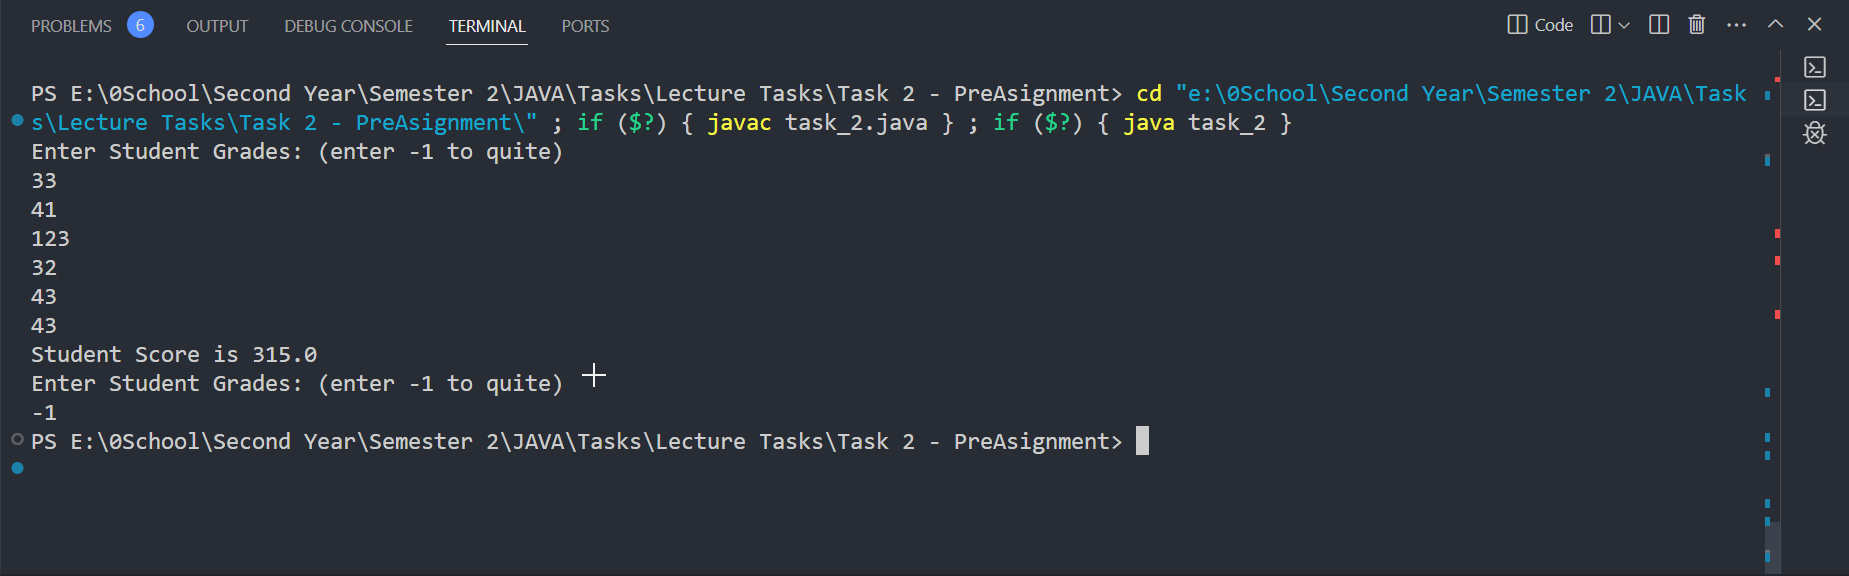 PROBLEMS 6 OUTPUT DEBUG CONSOLE TERMINAL PORTS Code
PS E:\0School\Second Year\Semester 2\JAVA\Tasks\Lecture Tasks\Task 2 - PreAsignment> cd "e:\0School\Second Year\Semester 2\JAVA\Task
s\Lecture Tasks\Task 2 - PreAsignment\" ; if ($?) { javac task_2.java } ; if ($?) { java task_2 }
Enter Student Grades: (enter -1 to quite)
33
41
123
32
43
43
Student Score is 315.0
Enter Student Grades: (enter -1 to quite)
-1
PS E:\0School\Second Year\Semester 2\JAVA\Tasks\Lecture Tasks\Task 2 - PreAsignment>